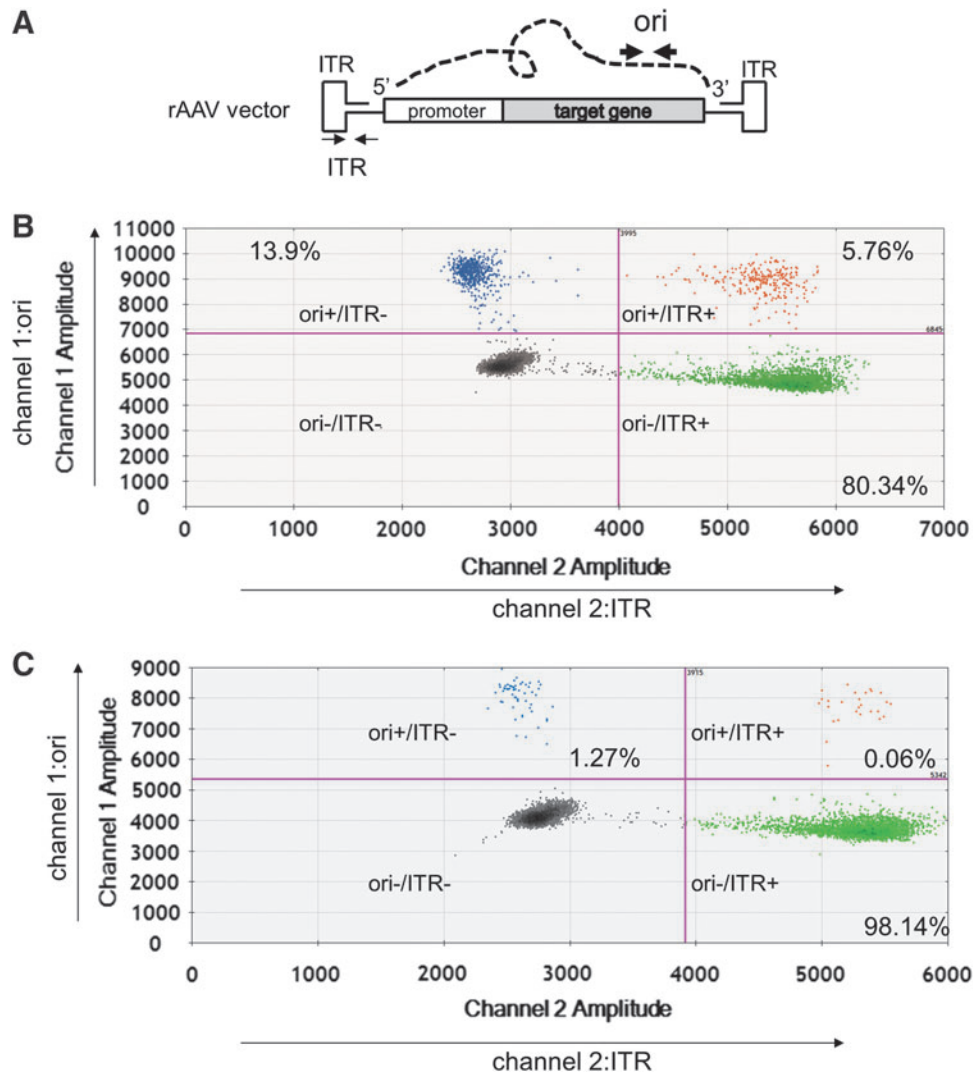 A
ori
ITR
5'
3'
ITR
rAAV vector
promoter
target gene
ITR
B
channel 1:ori
Channel 1 Amplitude
11000
10000
9000
8000
7000
6000
5000
4000
3000
2000
1000
0
13.9%
3995
5.76%
ori+/ITR-
ori+/ITR+
6845
ori-/ITR-
ori-/ITR+
80.34%
0 1000 2000 3000 4000 5000 6000 7000
Channel 2 Amplitude
channel 2:ITR
C
channel 1:ori
Channel 1 Amplitude
9000
8000
7000
6000
5000
4000
3000
2000
1000
0
3915
ori+/ITR-
ori+/ITR+
1.27%
0.06%
5342
ori-/ITR-
ori-/ITR+
98.14%
0 1000 2000 3000 4000 5000 6000
Channel 2 Amplitude
channel 2:ITR